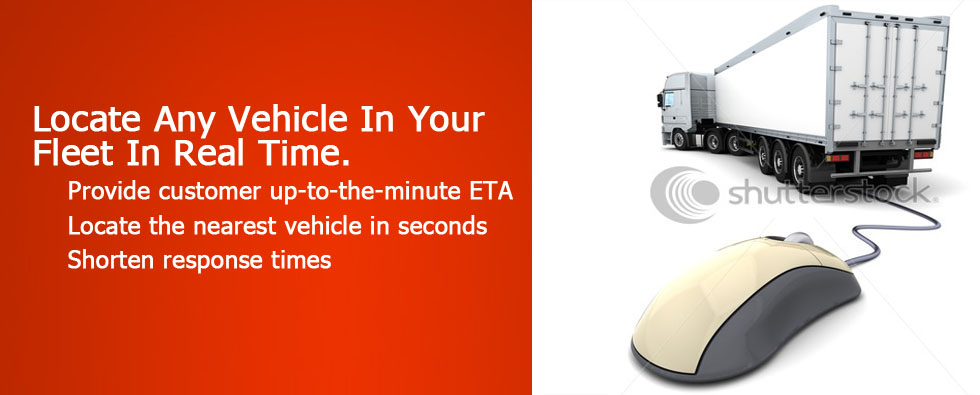 Locate Any Vehicle In Your
Fleet In Real Time.
Provide customer up-to-the-minute ETA
Locate the nearest vehicle in seconds
Shorten response times
shutterstock®